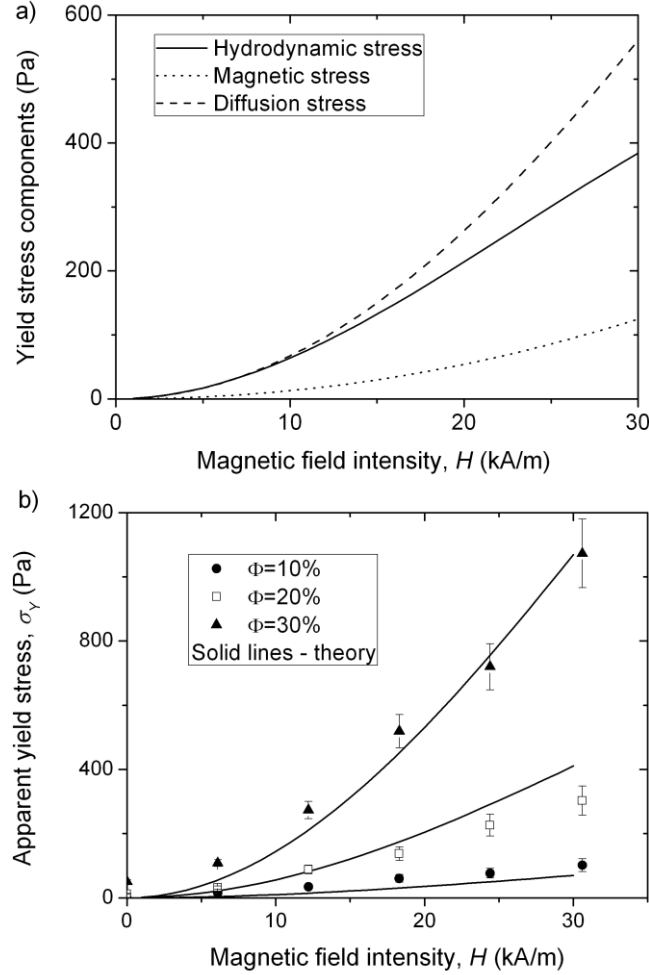 a)
600
400
200
0
Yield stress components (Pa)
Hydrodynamic stress
Magnetic stress
Diffusion stress
0
10
20
30
Magnetic field intensity, H (kA/m)
b)
1200
800
400
0
Apparent yield stress, σY (Pa)
Φ=10%
Φ=20%
Φ=30%
Solid lines - theory
0
10
20
30
Magnetic field intensity, H (kA/m)